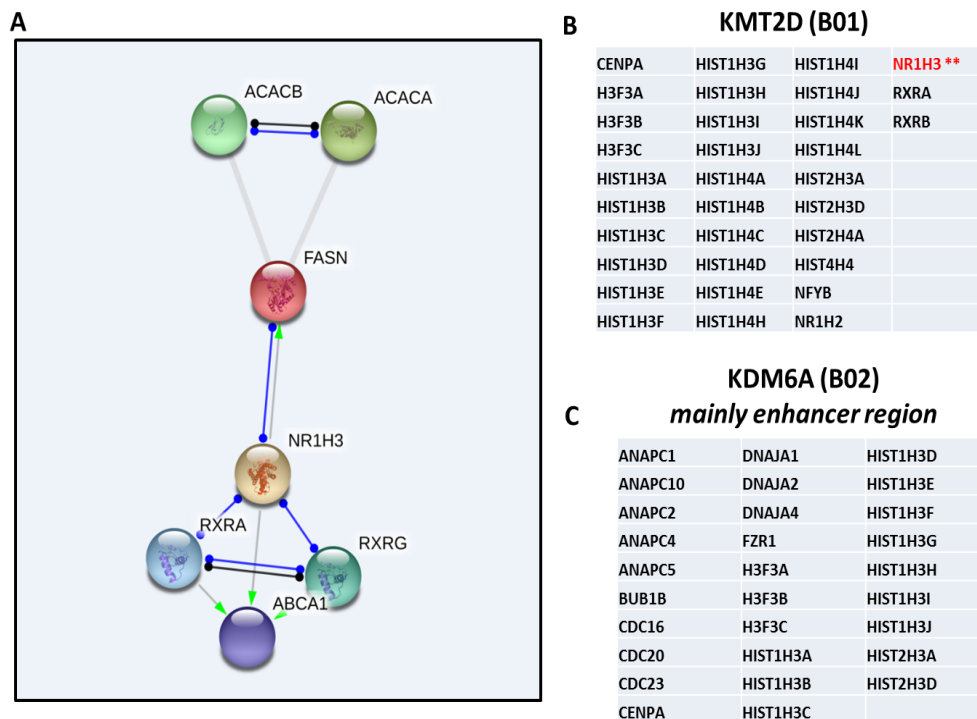 A
ACACB
ACACA
FASN
NR1H3
RXRA
RXRG
ABCA1
B
KMT2D (B01)
CENPA HIST1H3G HIST1H4I NR1H3 **
H3F3A HIST1H3H HIST1H4J RXRA
H3F3B HIST1H3I HIST1H4K RXRB
H3F3C HIST1H3J HIST1H4L
HIST1H3A HIST1H4A HIST2H3A
HIST1H3B HIST1H4B HIST2H3D
HIST1H3C HIST1H4C HIST2H4A
HIST1H3D HIST1H4D HIST4H4
HIST1H3E HIST1H4E NFYB
HIST1H3F HIST1H4H NR1H2
KDM6A (B02)
C
mainly enhancer region
ANAPC1 DNAJA1 HIST1H3D
ANAPC10 DNAJA2 HIST1H3E
ANAPC2 DNAJA4 HIST1H3F
ANAPC4 FZR1 HIST1H3G
ANAPC5 H3F3A HIST1H3H
BUB1B H3F3B HIST1H3I
CDC16 H3F3C HIST1H3J
CDC20 HIST1H3A HIST2H3A
CDC23 HIST1H3B HIST2H3D
CENPA HIST1H3C